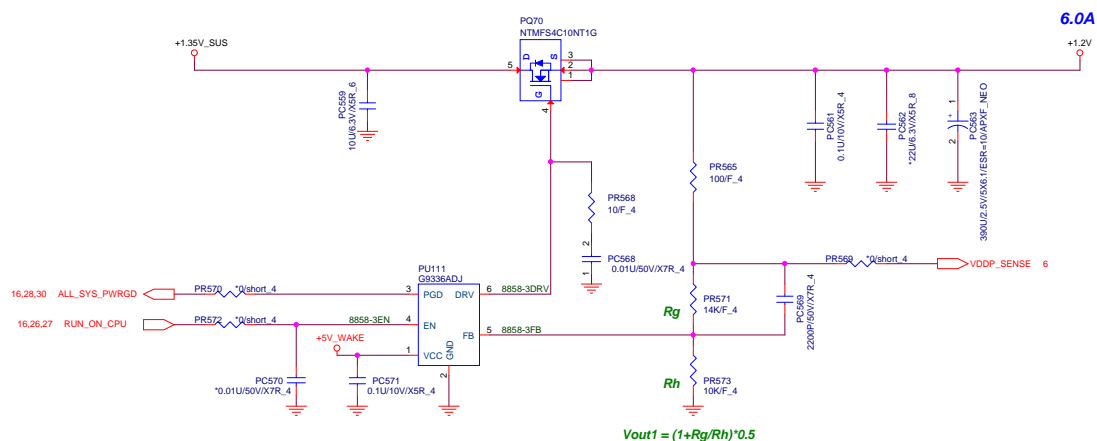 6.0A
PQ70
NTMFS4C10NT1G
+1.35V_SUS
+1.2V
5
D
S
3
2
1
G
4
PC559
10U/6.3V/X5R_6
PC561
0.1U/10V/X5R_4
PC562
*22U/6.3V/X5R_8
1
+
2
PC563
390U/2.5V/5X6.1/ESR=10/APXF_NEO
PR565
100/F_4
PR568
10/F_4
2
1
PC568
0.01U/50V/X7R_4
PR569
*0/short_4
VDDP_SENSE 6
PU111
G9336ADJ
16,28,30 ALL_SYS_PWRGD
PR570
*0/short_4
3
PGD
DRV
6
8858-3DRV
16,26,27 RUN_ON_CPU
PR572
*0/short_4
8858-3EN
4
EN
FB
5
8858-3FB
+5V_WAKE
1
VCC
GND
2
Rg
PR571
14K/F_4
PC569
2200P/50V/X7R_4
PC570
*0.01U/50V/X7R_4
PC571
0.1U/10V/X5R_4
Rh
PR573
10K/F_4
Vout1 = (1+Rg/Rh)*0.5